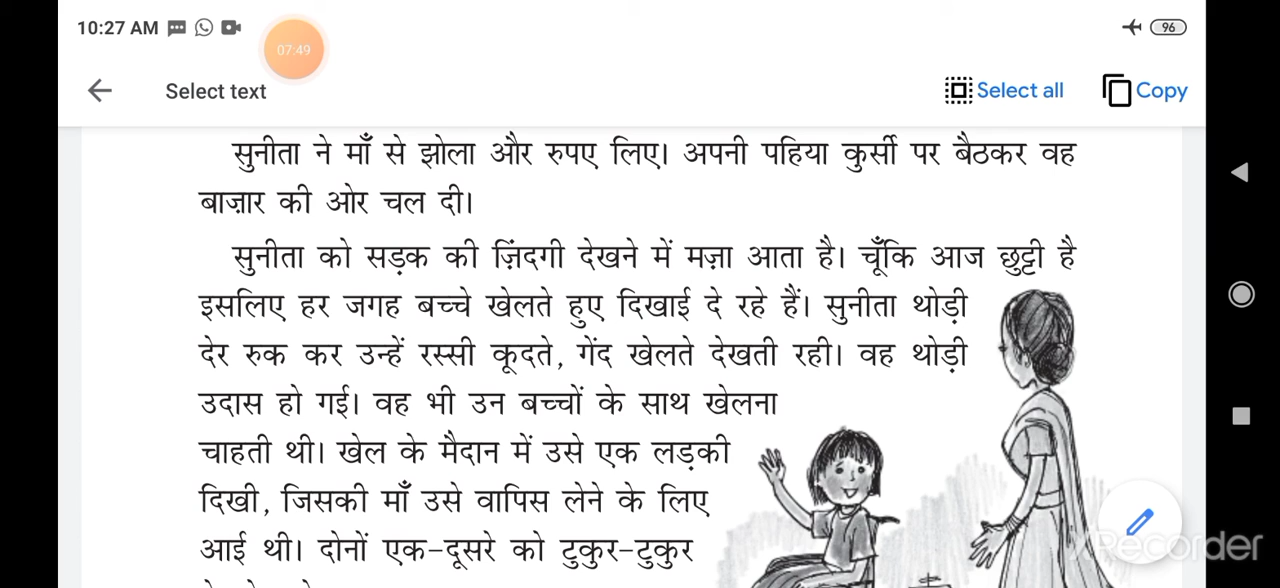 10:27 AM
07:49
96
Select text
Select all
Copy
सुनीता ने माँ से झोला और रुपए लिए। अपनी पहिया कुर्सी पर बैठकर वह
बाज़ार की ओर चल दी।
सुनीता को सड़क की ज़िंदगी देखने में मज़ा आता है। चूँकि आज छुट्टी है
इसलिए हर जगह बच्चे खेलते हुए दिखाई दे रहे हैं। सुनीता थोड़ी
देर रुक कर उन्हें रस्सी कूदते, गेंद खेलते देखती रही। वह थोड़ी
उदास हो गई। वह भी उन बच्चों के साथ खेलना
चाहती थी। खेल के मैदान में उसे एक लड़की
दिखी, जिसकी माँ उसे वापिस लेने के लिए
आई थी। दोनों एक-दूसरे को टुकुर-टुकुर
XRecorder